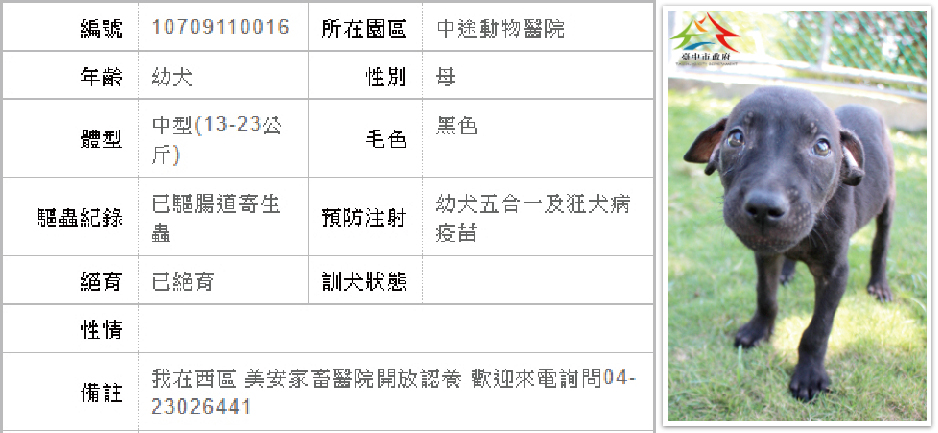 編號 10709110016 所在園區 中途動物醫院
年齡 幼犬 性別 母
體型 中型(13-23公
斤) 毛色 黑色
驅蟲紀錄 已驅腸道寄生
蟲 預防注射 幼犬五合一及狂犬病
疫苗
絕育 已絕育 訓犬狀態
性情
備註 我在西區 美安家畜醫院開放認養 歡迎來電詢問04-
23026441
臺中市政府